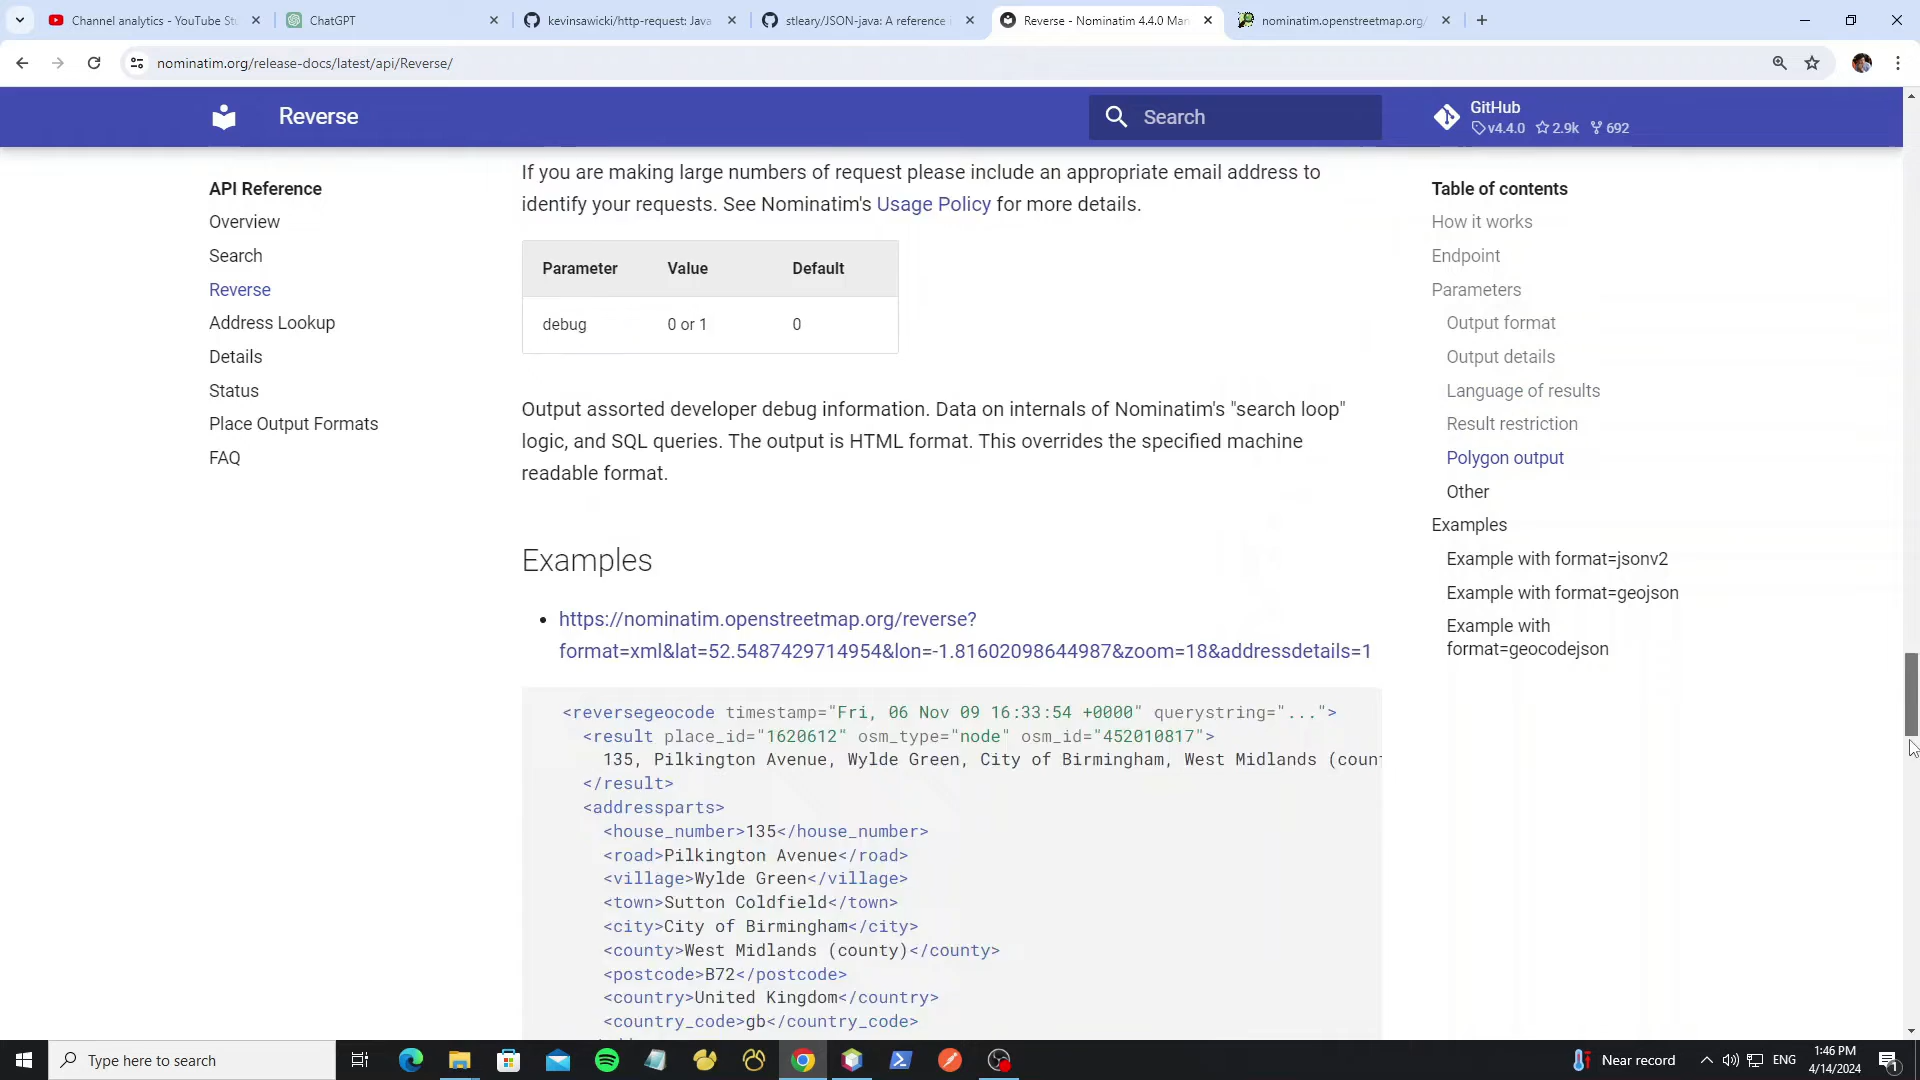 Channel analytics - YouTube St
ChatGPT
kevinsawicki/http-request: Java
stleary/JSON-java: A reference i
Reverse - Nominatim 4.4.0 Man
nominatim.openstreetmap.org/
nominatim.org/release-docs/latest/api/Reverse/
Reverse
Search
GitHub
v4.4.0 2.9k 692
API Reference
Overview
Search
Reverse
Address Lookup
Details
Status
Place Output Formats
FAQ
If you are making large numbers of request please include an appropriate email address to
identify your requests. See Nominatim's Usage Policy for more details.
Parameter Value Default
debug 0 or 1 0
Output assorted developer debug information. Data on internals of Nominatim's "search loop"
logic, and SQL queries. The output is HTML format. This overrides the specified machine
readable format.
Examples
https://nominatim.openstreetmap.org/reverse?
format=xml&lat=52.5487429714954&lon=-1.81602098644987&zoom=18&addressdetails=1
<reversegeocode timestamp="Fri, 06 Nov 09 16:33:54 +0000" querystring="...">
<result place_id="1620612" osm_type="node" osm_id="452010817">
135, Pilkington Avenue, Wylde Green, City of Birmingham, West Midlands (coun
</result>
<addressparts>
<house_number>135</house_number>
<road>Pilkington Avenue</road>
<village>Wylde Green</village>
<town>Sutton Coldfield</town>
<city>City of Birmingham</city>
<county>West Midlands (county)</county>
<postcode>B72</postcode>
<country>United Kingdom</country>
<country_code>gb</country_code>
Table of contents
How it works
Endpoint
Parameters
Output format
Output details
Language of results
Result restriction
Polygon output
Other
Examples
Example with format=jsonv2
Example with format=geojson
Example with
format=geocodejson
Type here to search
Near record
ENG
1:46 PM
4/14/2024
1